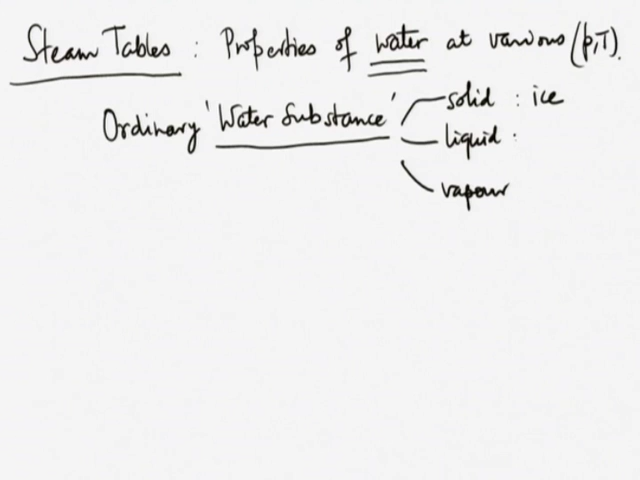 Steam Tables : Properties of water at various (p,T).
Ordinary 'Water Substance'
solid : ice
liquid :
vapour